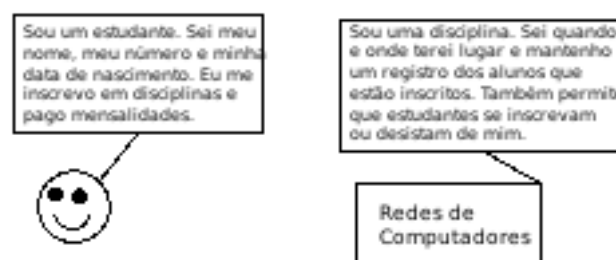 Sou um estudante. Sei meu
nome, meu número e minha
data de nascimento. Eu me
inscrevo em disciplinas e
pago mensalidades.
Sou uma disciplina. Sei quando
e onde terei lugar e mantenho
um registro dos alunos que
estão inscritos. Também permit
que estudantes se inscrevam
ou desistam de mim.
Redes de
Computadores